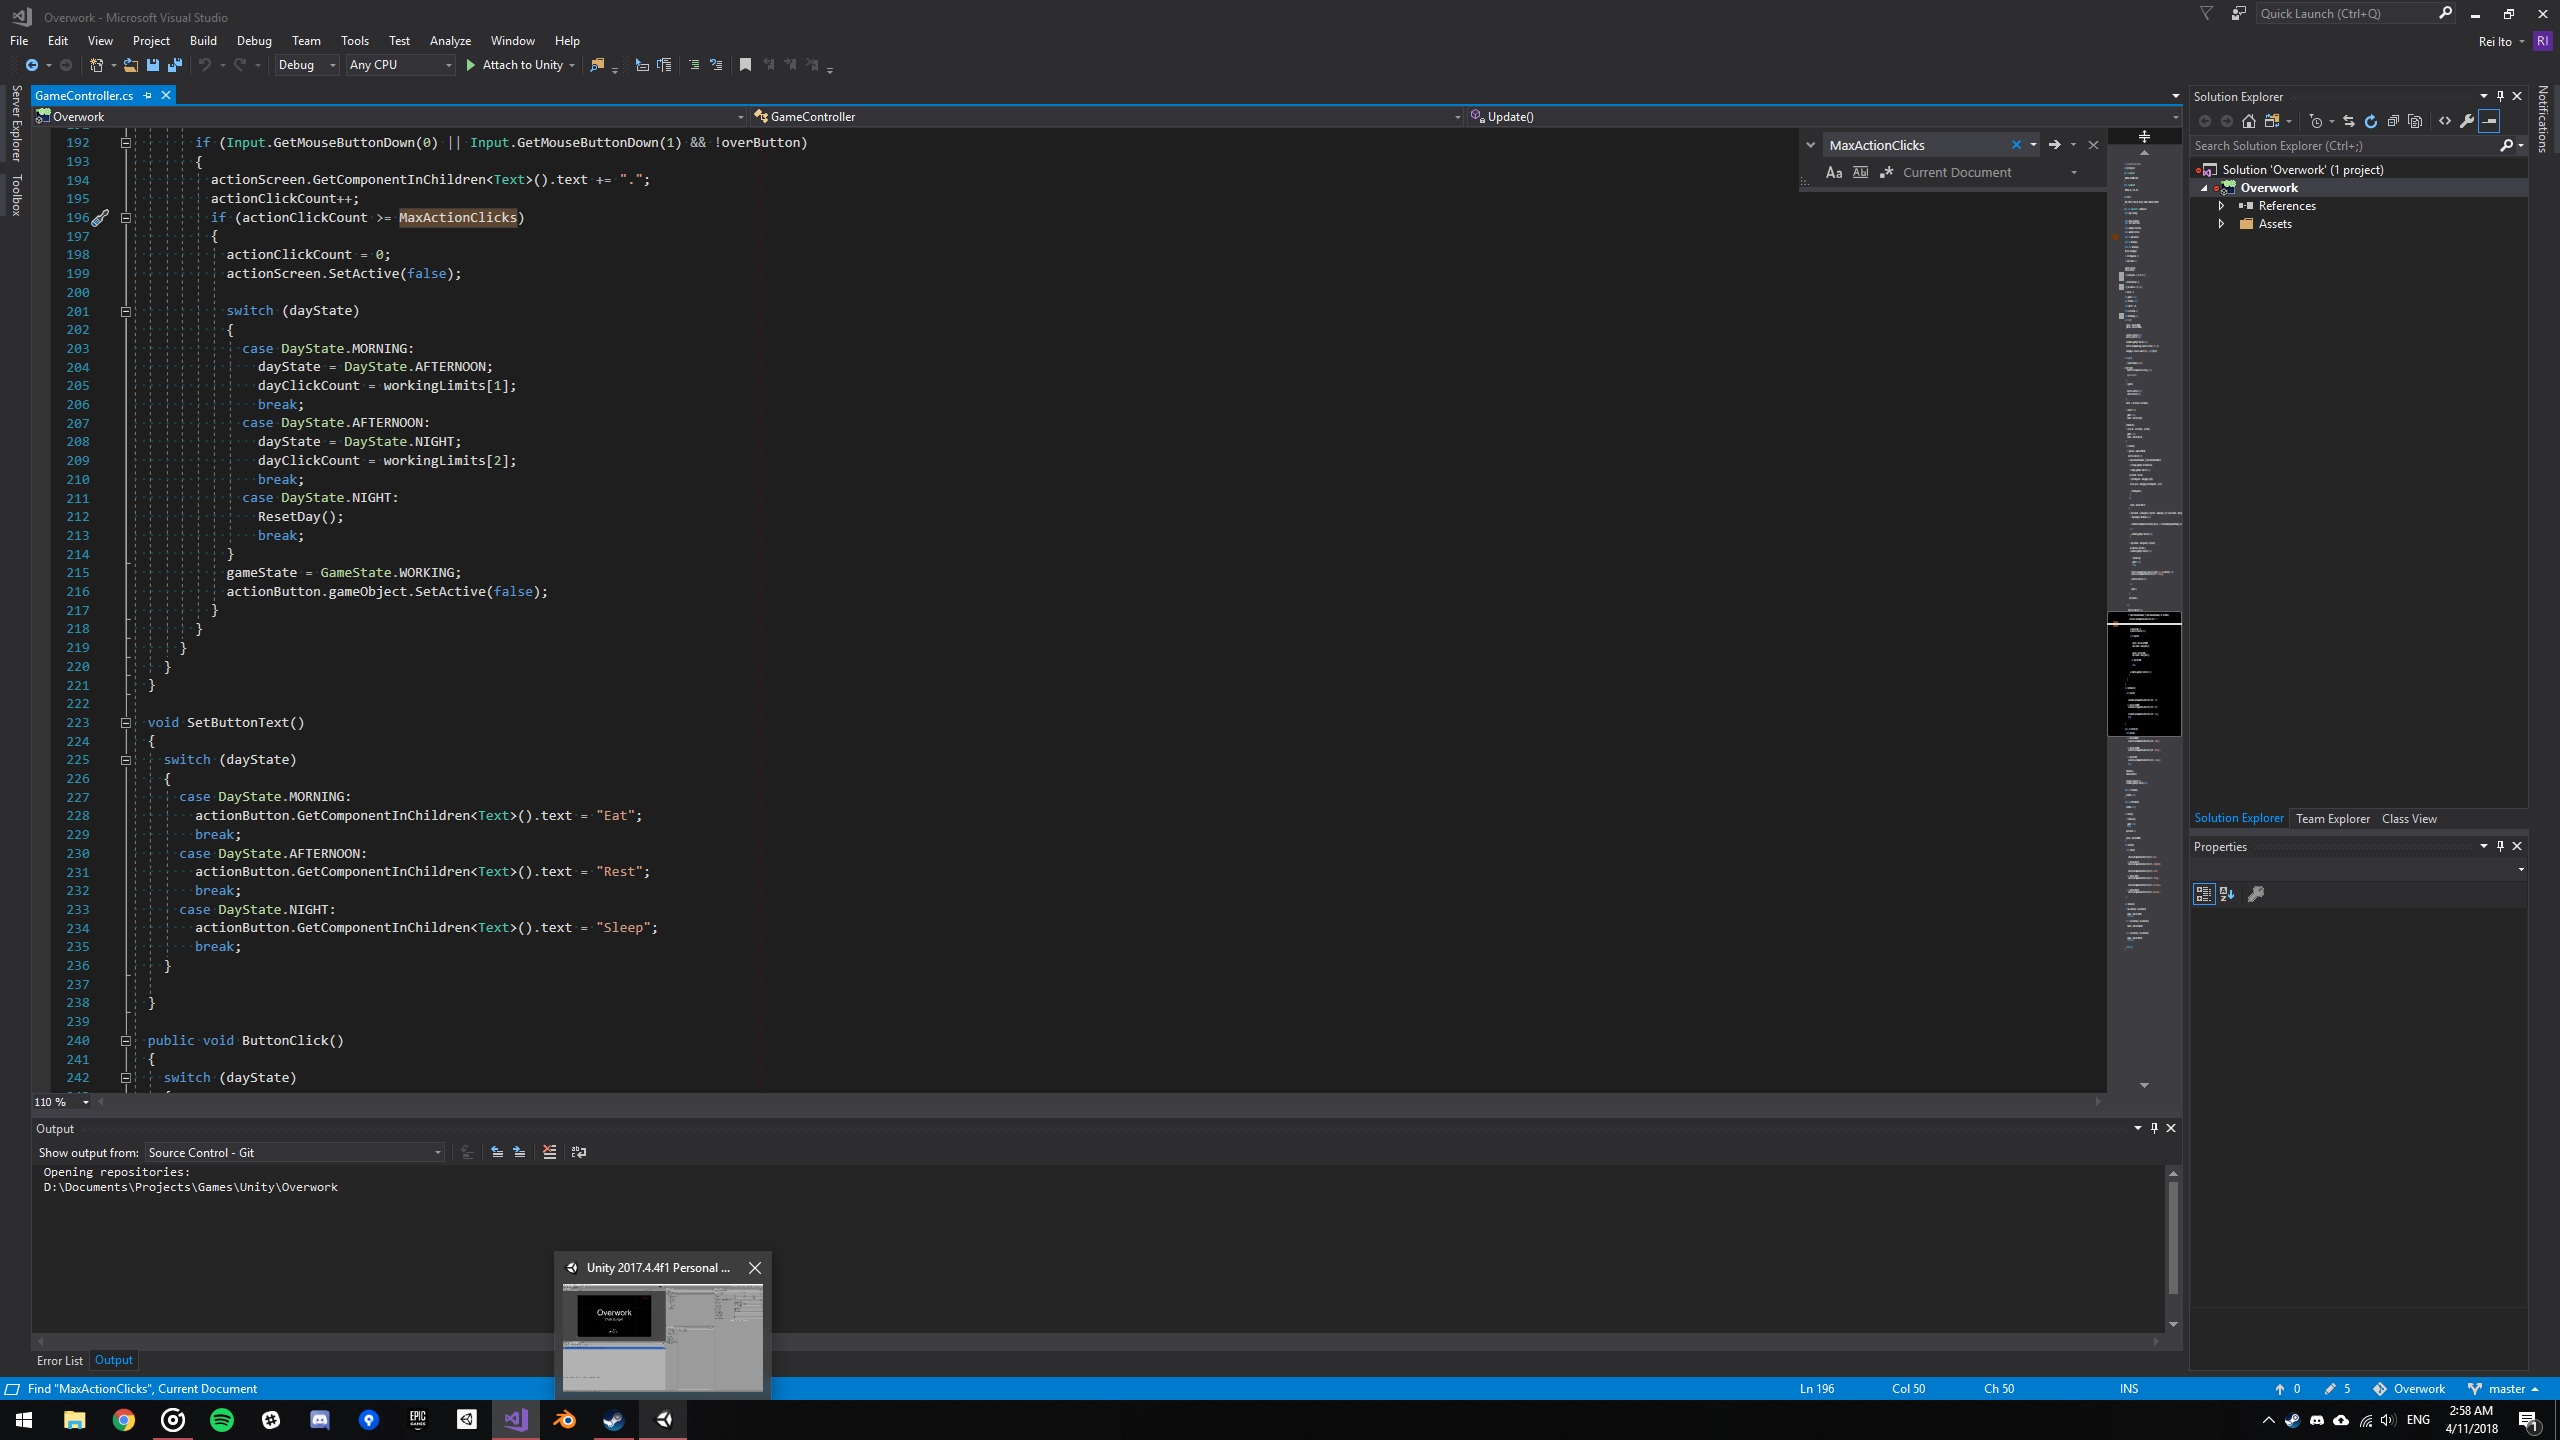 Overwork - Microsoft Visual Studio
Quick Launch (Ctrl+Q)
File Edit View Project Build Debug Team Tools Test Analyze Window Help
Rei Ito RI
Debug Any CPU Attach to Unity
Server Explorer
Toolbox
Notifications
GameController.cs
Overwork GameController Update()
MaxActionClicks
Aa Current Document
192 if (Input.GetMouseButtonDown(0) || Input.GetMouseButtonDown(1) && !overButton)
193 {
194 actionScreen.GetComponentInChildren<Text>().text += ".";
195 actionClickCount++;
196 if (actionClickCount >= MaxActionClicks)
197 {
198 actionClickCount = 0;
199 actionScreen.SetActive(false);
200
201 switch (dayState)
202 {
203 case DayState.MORNING:
204 dayState = DayState.AFTERNOON;
205 dayClickCount = workingLimits[1];
206 break;
207 case DayState.AFTERNOON:
208 dayState = DayState.NIGHT;
209 dayClickCount = workingLimits[2];
210 break;
211 case DayState.NIGHT:
212 ResetDay();
213 break;
214 }
215 gameState = GameState.WORKING;
216 actionButton.gameObject.SetActive(false);
217 }
218 }
219 }
220 }
221 }
222
223 void SetButtonText()
224 {
225 switch (dayState)
226 {
227 case DayState.MORNING:
228 actionButton.GetComponentInChildren<Text>().text = "Eat";
229 break;
230 case DayState.AFTERNOON:
231 actionButton.GetComponentInChildren<Text>().text = "Rest";
232 break;
233 case DayState.NIGHT:
234 actionButton.GetComponentInChildren<Text>().text = "Sleep";
235 break;
236 }
237
238 }
239
240 public void ButtonClick()
241 {
242 switch (dayState)
110 %
Solution Explorer
Search Solution Explorer (Ctrl+;)
Solution 'Overwork' (1 project)
Overwork
References
Assets
Solution Explorer Team Explorer Class View
Properties
Output
Show output from: Source Control - Git
Opening repositories:
D:\Documents\Projects\Games\Unity\Overwork
Unity 2017.4.4f1 Personal ...
Overwork
Error List Output
Find "MaxActionClicks", Current Document
Ln 196 Col 50 Ch 50 INS 0 5 Overwork master
EPIC GAMES
ENG
2:58 AM
4/11/2018
1